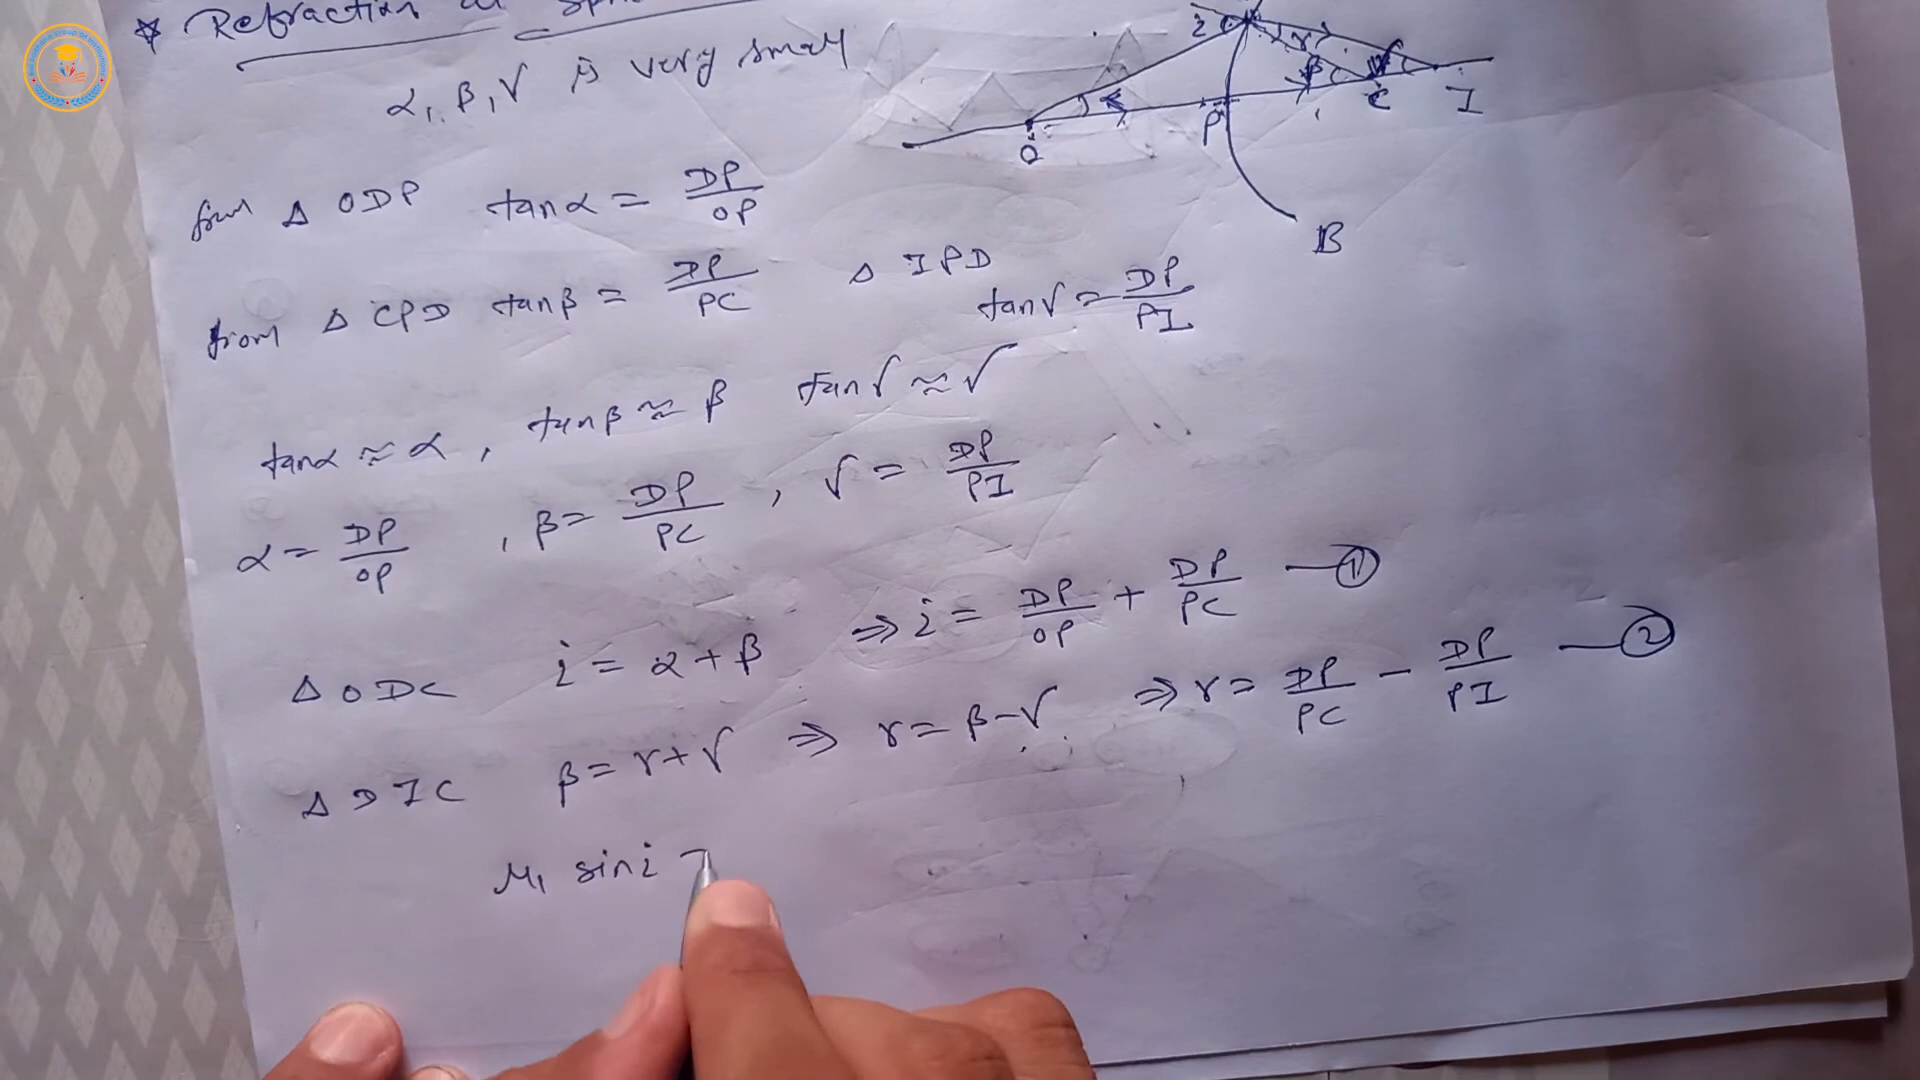 ☆ Refraction at
α, β, γ is very small
2 r β γ
O P C I
B
from Δ ODP tanα = DP/OP
from Δ CPD tanβ = DP/PC Δ IPD tanγ = DP/PI
tanα ≈ α, tanβ ≈ β tanγ ≈ γ
α = DP/OP , β = DP/PC , γ = DP/PI
Δ ODC i = α + β ⇒ i = DP/OP + DP/PC — ①
Δ DIC β = r + γ ⇒ r = β - γ ⇒ r = DP/PC - DP/PI — ②
μ₁ sin i